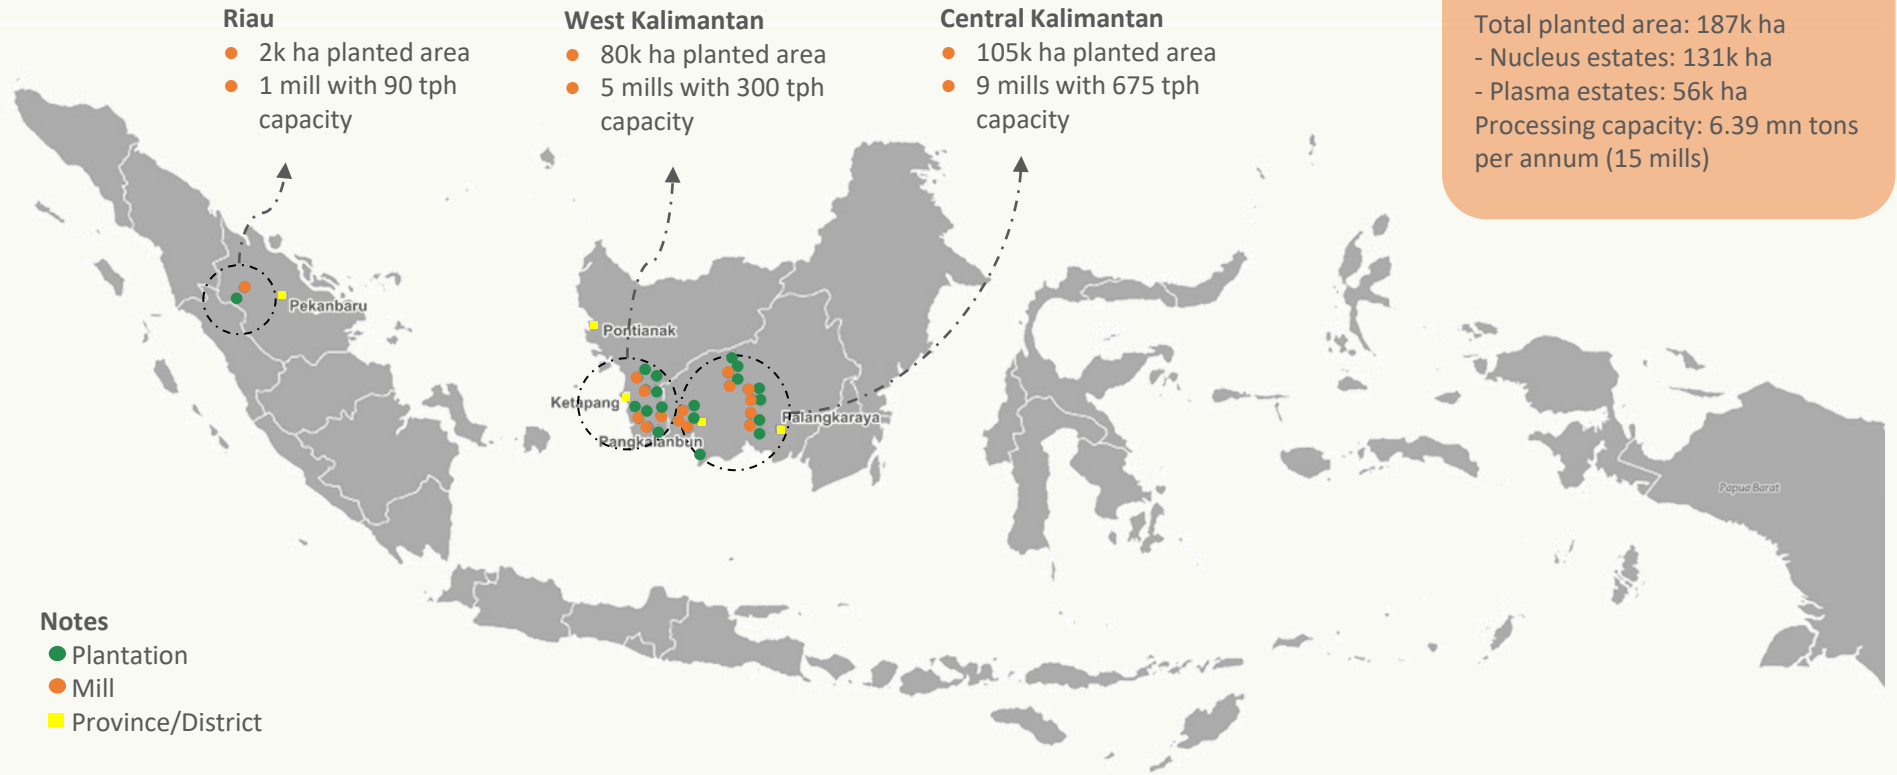 Riau
2k ha planted area
1 mill with 90 tph
capacity
West Kalimantan
80k ha planted area
5 mills with 300 tph
capacity
Central Kalimantan
105k ha planted area
9 mills with 675 tph
capacity
Total planted area: 187k ha
- Nucleus estates: 131k ha
- Plasma estates: 56k ha
Processing capacity: 6.39 mn tons
per annum (15 mills)
Pekanbaru
Pontianak
Ketapang
Pangkalanbun
Palangkaraya
Papua Barat
Notes
Plantation
Mill
Province/District